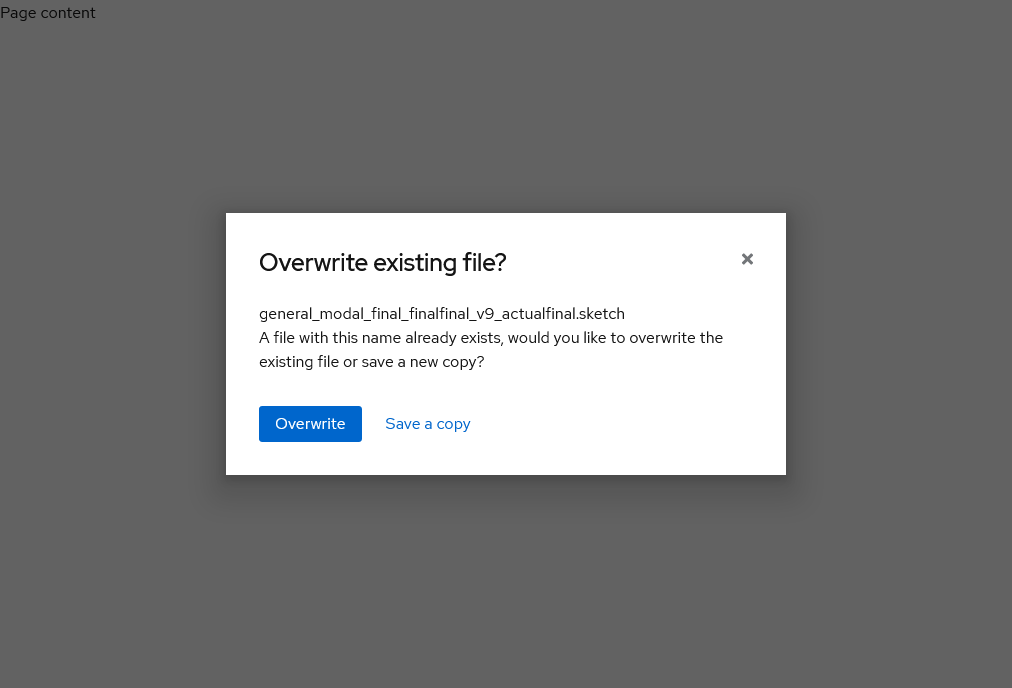 Page content
Overwrite existing file?
general_modal_final_finalfinal_v9_actualfinal.sketch
A file with this name already exists, would you like to overwrite the
existing file or save a new copy?
Overwrite
Save a copy